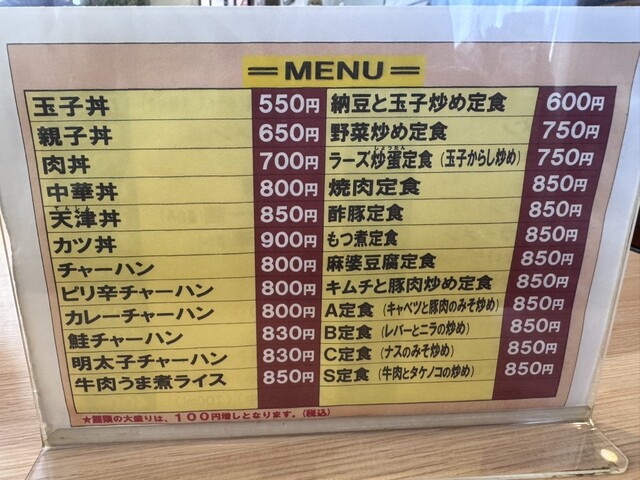 =MENU=
玉子丼 550円
親子丼 650円
肉丼 700円
中華丼 800円
てんしん
天津丼 850円
カツ丼 900円
チャーハン 800円
ピリ辛チャーハン 800円
カレーチャーハン 800円
鮭チャーハン 830円
明太子チャーハン 830円
牛肉うま煮ライス 850円
納豆と玉子炒め定食 600円
野菜炒め定食 750円
ラーズ炒蛋定食(玉子からし炒め) 750円
焼肉定食 850円
酢豚定食 850円
もつ煮定食 850円
麻婆豆腐定食 850円
キムチと豚肉炒め定食 850円
A定食(キャベツと豚肉のみそ炒め) 850円
B定食(レバーとニラの炒め) 850円
C定食(ナスのみそ炒め) 850円
S定食(牛肉とタケノコの炒め) 850円
★麺類の大盛りは、100円増しとなります。(税込)